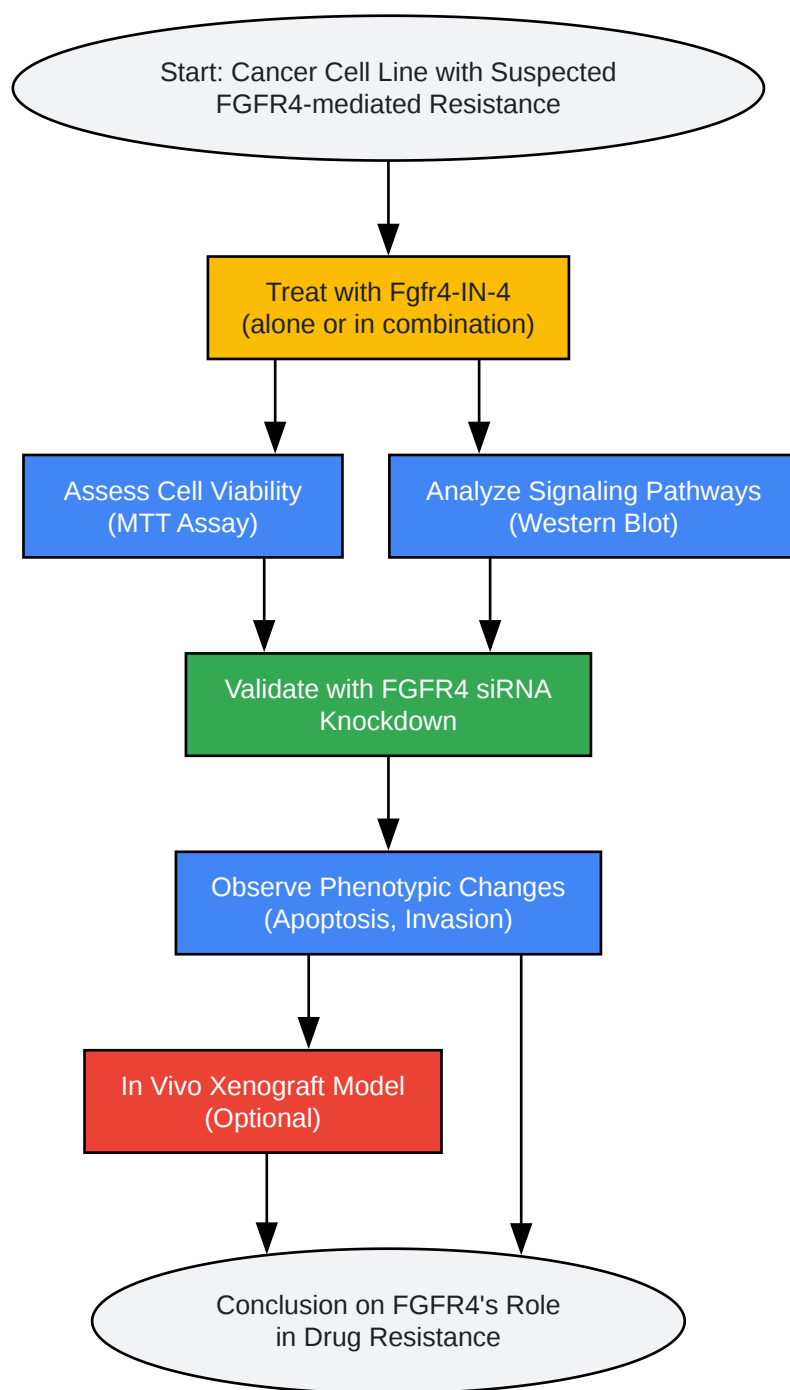 Start: Cancer Cell Line with Suspected
FGFR4-mediated Resistance
Treat with Fgfr4-IN-4
(alone or in combination)
Assess Cell Viability
(MTT Assay)
Analyze Signaling Pathways
(Western Blot)
Validate with FGFR4 siRNA
Knockdown
Observe Phenotypic Changes
(Apoptosis, Invasion)
In Vivo Xenograft Model
(Optional)
Conclusion on FGFR4's Role
in Drug Resistance